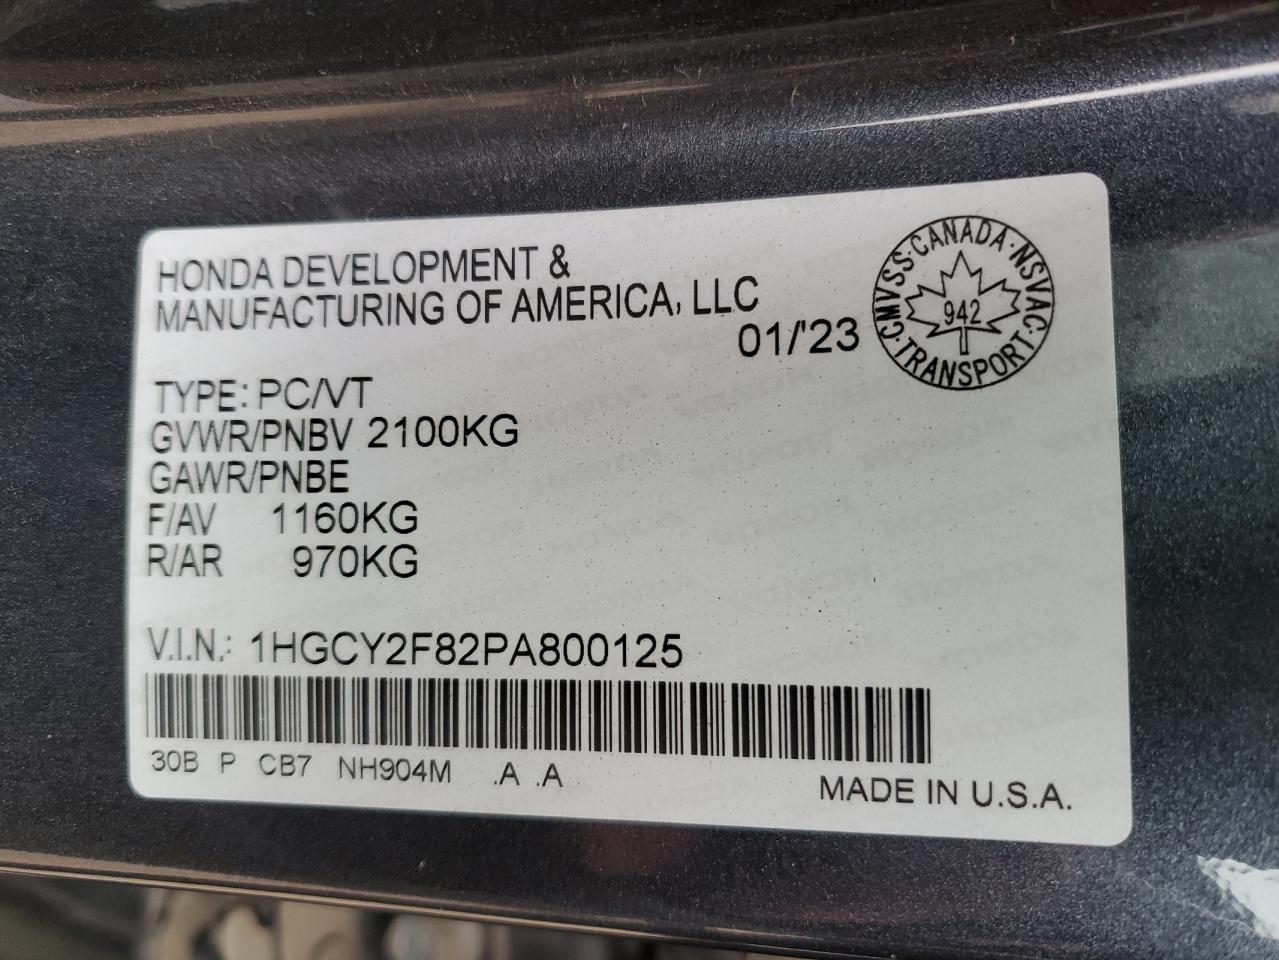 HONDA DEVELOPMENT &
MANUFACTURING OF AMERICA, LLC
01/'23
CMVSS·CANADA·NSVAC·TRANSPORT·
942
TYPE: PC/VT
GVWR/PNBV 2100KG
GAWR/PNBE
F/AV 1160KG
R/AR 970KG
V.I.N.: 1HGCY2F82PA800125
30B P CB7 NH904M .A .A
MADE IN U.S.A.